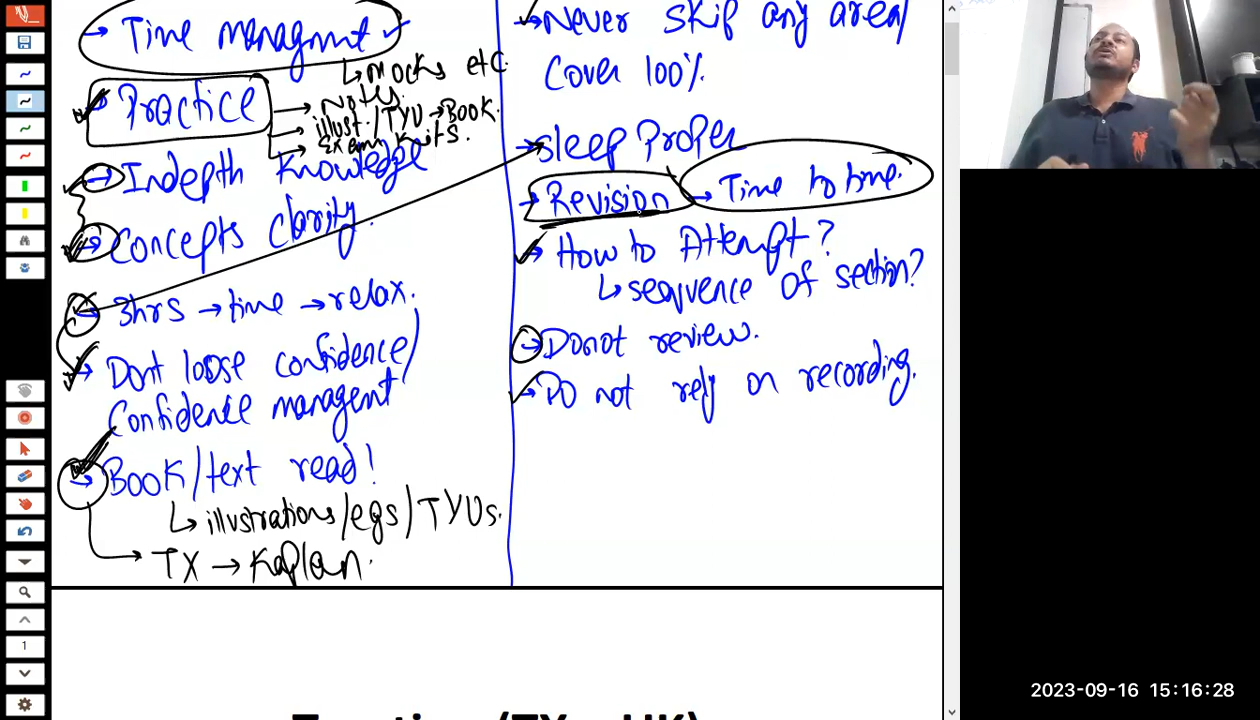 → Time managmnt ✓
↳ mocks etc.
→ Practice
→ Notes.
→ illust./TYU → Book.
→ Exam kits.
→ Indepth knowledge
→ Concepts clarity.
→ 3hrs → time → relax.
→ Dont loose confidence/
Confidence managent
→ Book/text read!
↳ illustrations/egs/TYUs.
→ TX → Kaplan.
→ Never skip any area/
Cover 100%
→ sleep Proper
→ Revision → Time to time.
→ How to Attempt?
↳ sequence of section?
→ Donot review.
→ DO not rely on recording.
1
2023-09-16 15:16:28